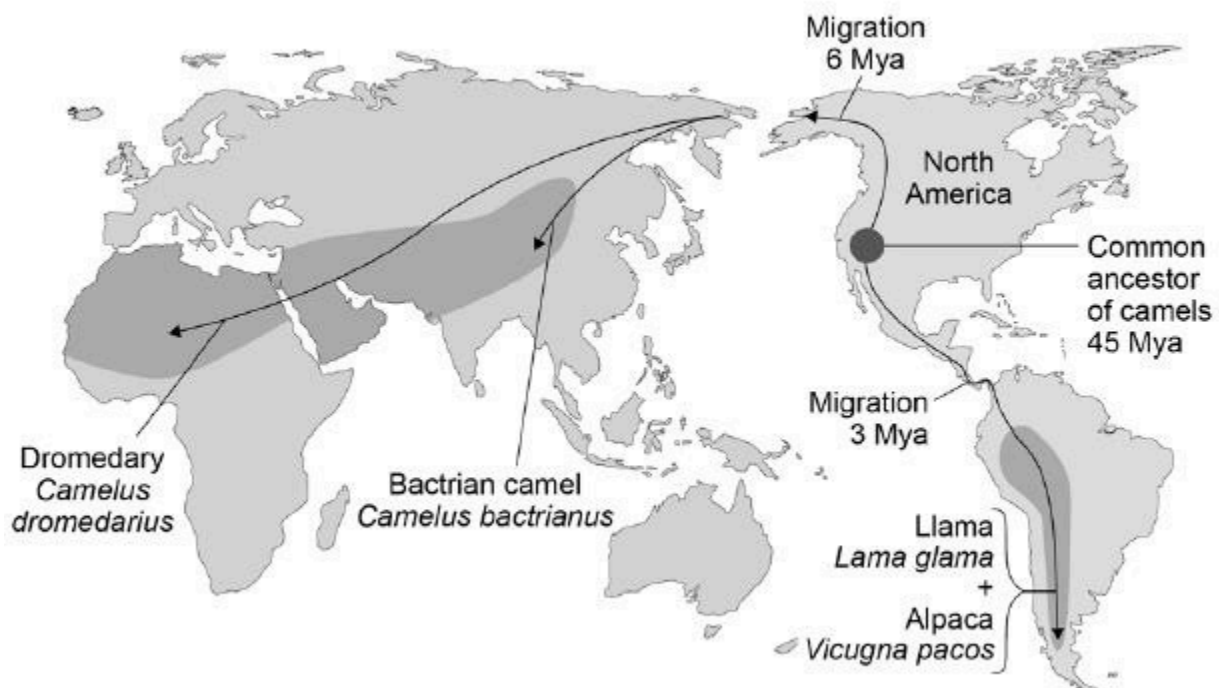 Migration
6 Mya
North
America
Common
ancestor
of camels
45 Mya
Migration
3 Mya
Dromedary
Camelus
dromedarius
Bactrian camel
Camelus bactrianus
Llama
Lama glama
+
Alpaca
Vicugna pacos